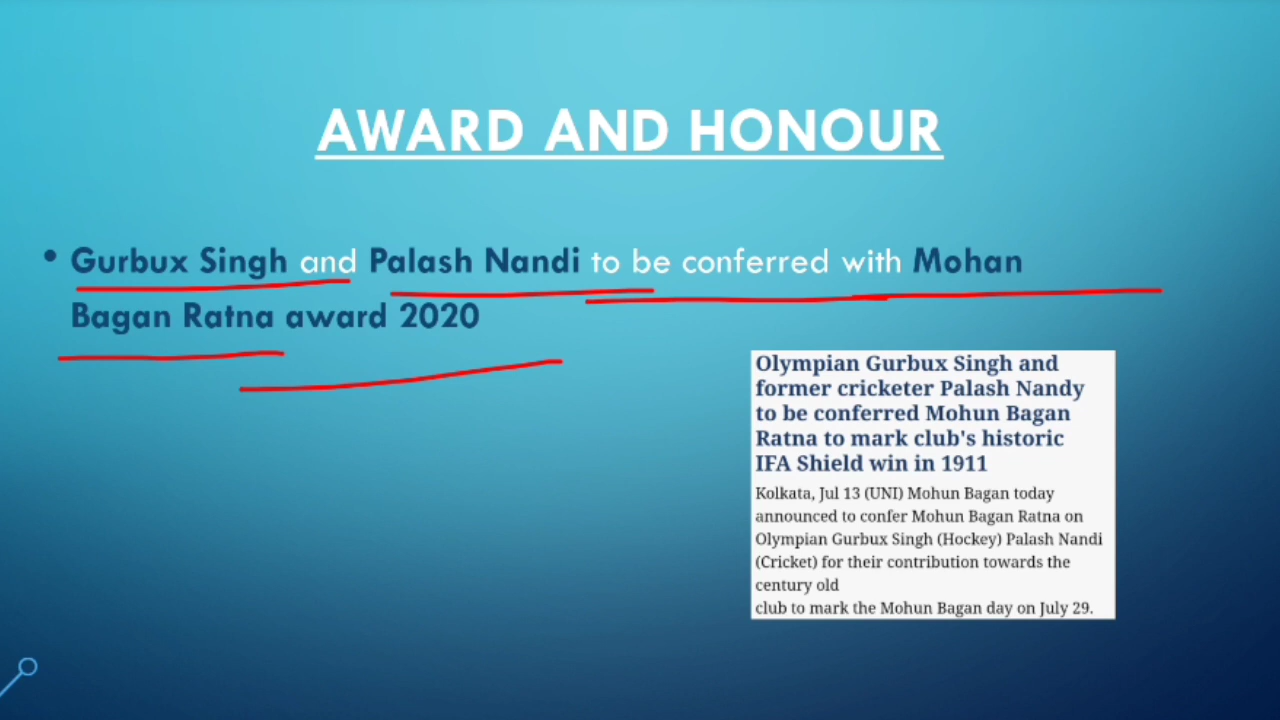 AWARD AND HONOUR
• Gurbux Singh and Palash Nandi to be conferred with Mohan
Bagan Ratna award 2020
Olympian Gurbux Singh and
former cricketer Palash Nandy
to be conferred Mohun Bagan
Ratna to mark club's historic
IFA Shield win in 1911
Kolkata, Jul 13 (UNI) Mohun Bagan today
announced to confer Mohun Bagan Ratna on
Olympian Gurbux Singh (Hockey) Palash Nandi
(Cricket) for their contribution towards the
century old
club to mark the Mohun Bagan day on July 29.